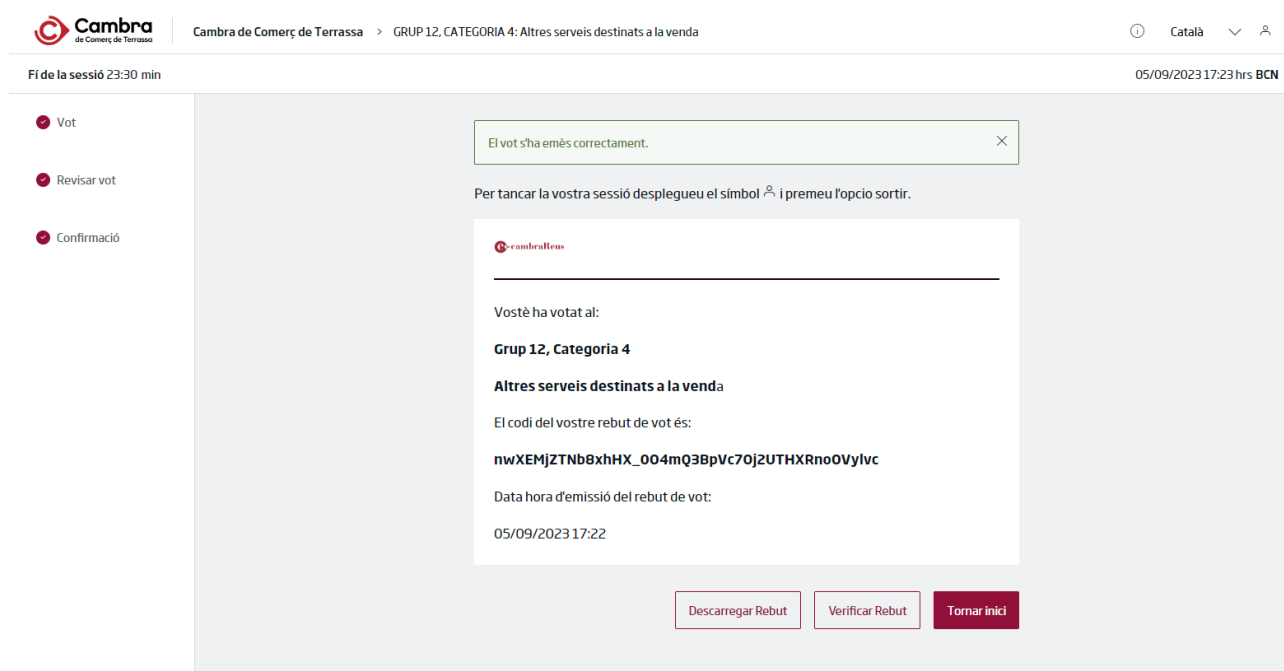 Cambra
de Comerç de Terrassa
Cambra de Comerç de Terrassa > GRUP 12, CATEGORIA 4: Altres serveis destinats a la venda
Català
Fí de la sessió 23:30 min
05/09/2023 17:23 hrs BCN
Vot
Revisar vot
Confirmació
El vot s'ha emès correctament.
Per tancar la vostra sessió desplegueu el símbol i premeu l'opcio sortir.
cambraReus
Vostè ha votat al:
Grup 12, Categoria 4
Altres serveis destinats a la venda
El codi del vostre rebut de vot és:
nwXEMjZTNb8xhHX_0O4mQ3BpVc7Oj2UTHXRnoOVylvc
Data hora d'emissió del rebut de vot:
05/09/2023 17:22
Descarregar Rebut
Verificar Rebut
Tornar inici